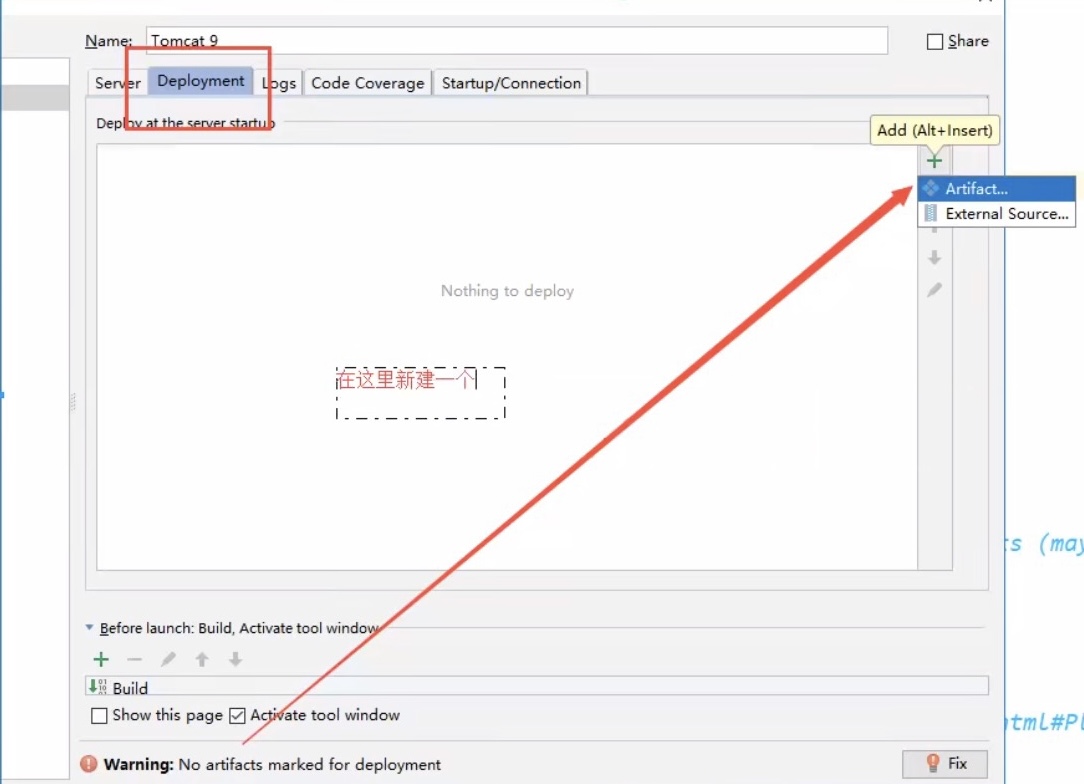 Name: Tomcat 9
Share
Server Deployment Logs Code Coverage Startup/Connection
Deploy at the server startup
Add (Alt+Insert)
Artifact...
External Source...
Nothing to deploy
在这里新建一个
ts (may
Before launch: Build, Activate tool window
Build
Show this page Activate tool window
html#Pl
Warning: No artifacts marked for deployment
Fix